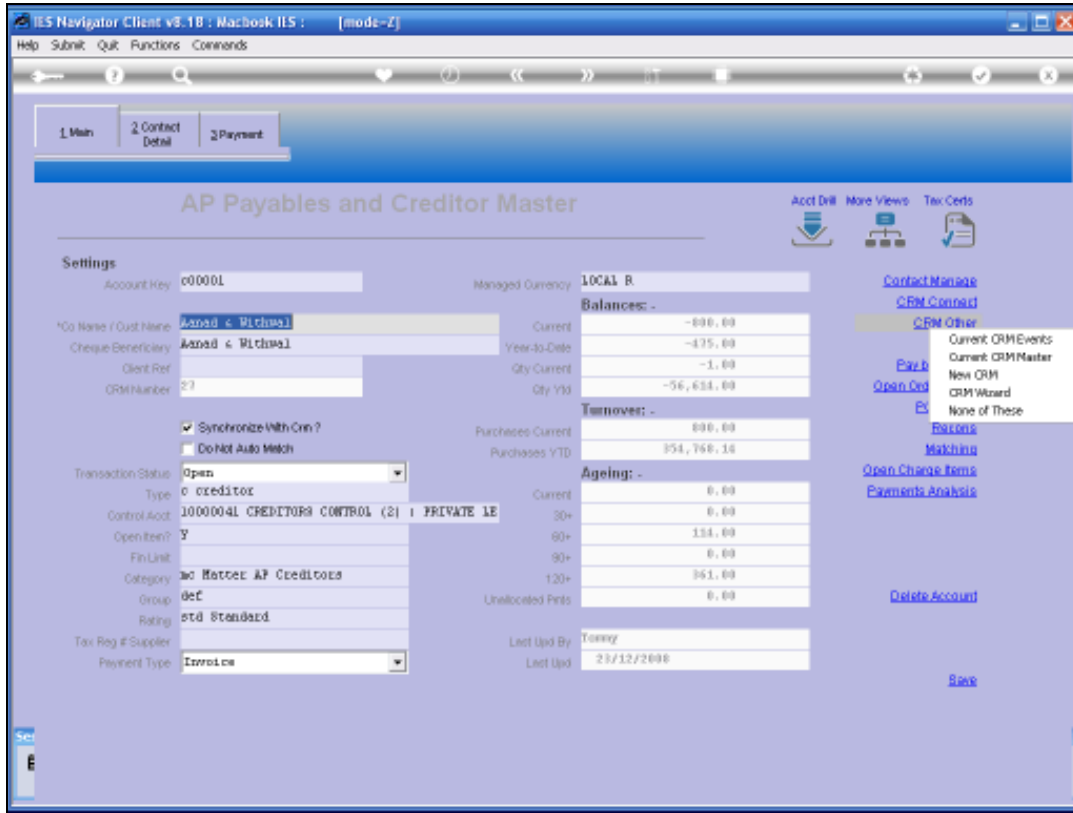 IES Navigator Client v8.18 : Macbook IES : [mode-Z]
Help Submit Quit Functions Commands
1 Main
2 Contact Detail
3 Payment
AP Payables and Creditor Master
Acct Drill More Views Tax Certs
Settings
Account Key c00001
Managed Currency LOCAL R
Contact Manage
Balances: -
CRM Connect
*Co Name / Cust Name Aanad & Withwal
Current -800.00
CRM Other
Cheque Beneficiary Aanad & Withwal
Year-to-Date -475.00
Current CRM Events
Client Ref
Qty Current -1.00
Current CRM Master
Pay b
New CRM
CRM Number 27
Qty Ytd -56,614.00
Open Ord
CRM Wizard
Turnover: -
None of These
Synchronize With Crm ?
Purchases Current 800.00
Recons
Do Not Auto Match
Purchases YTD 354,768.14
Matching
Transaction Status Open
Ageing: -
Open Charge Items
Type c creditor
Current 0.00
Payments Analysis
Control Acct 10000041 CREDITORS CONTROL (2) : PRIVATE LE
30+ 0.00
Open Item? Y
60+ 114.00
Fin Limit
90+ 0.00
Category mc Matter AP Creditors
120+ 361.00
Group def
Unallocated Pmts 0.00
Delete Account
Rating std Standard
Tax Reg # Supplier
Last Upd By Tommy
Payment Type Invoice
Last Upd 23/12/2008
Save